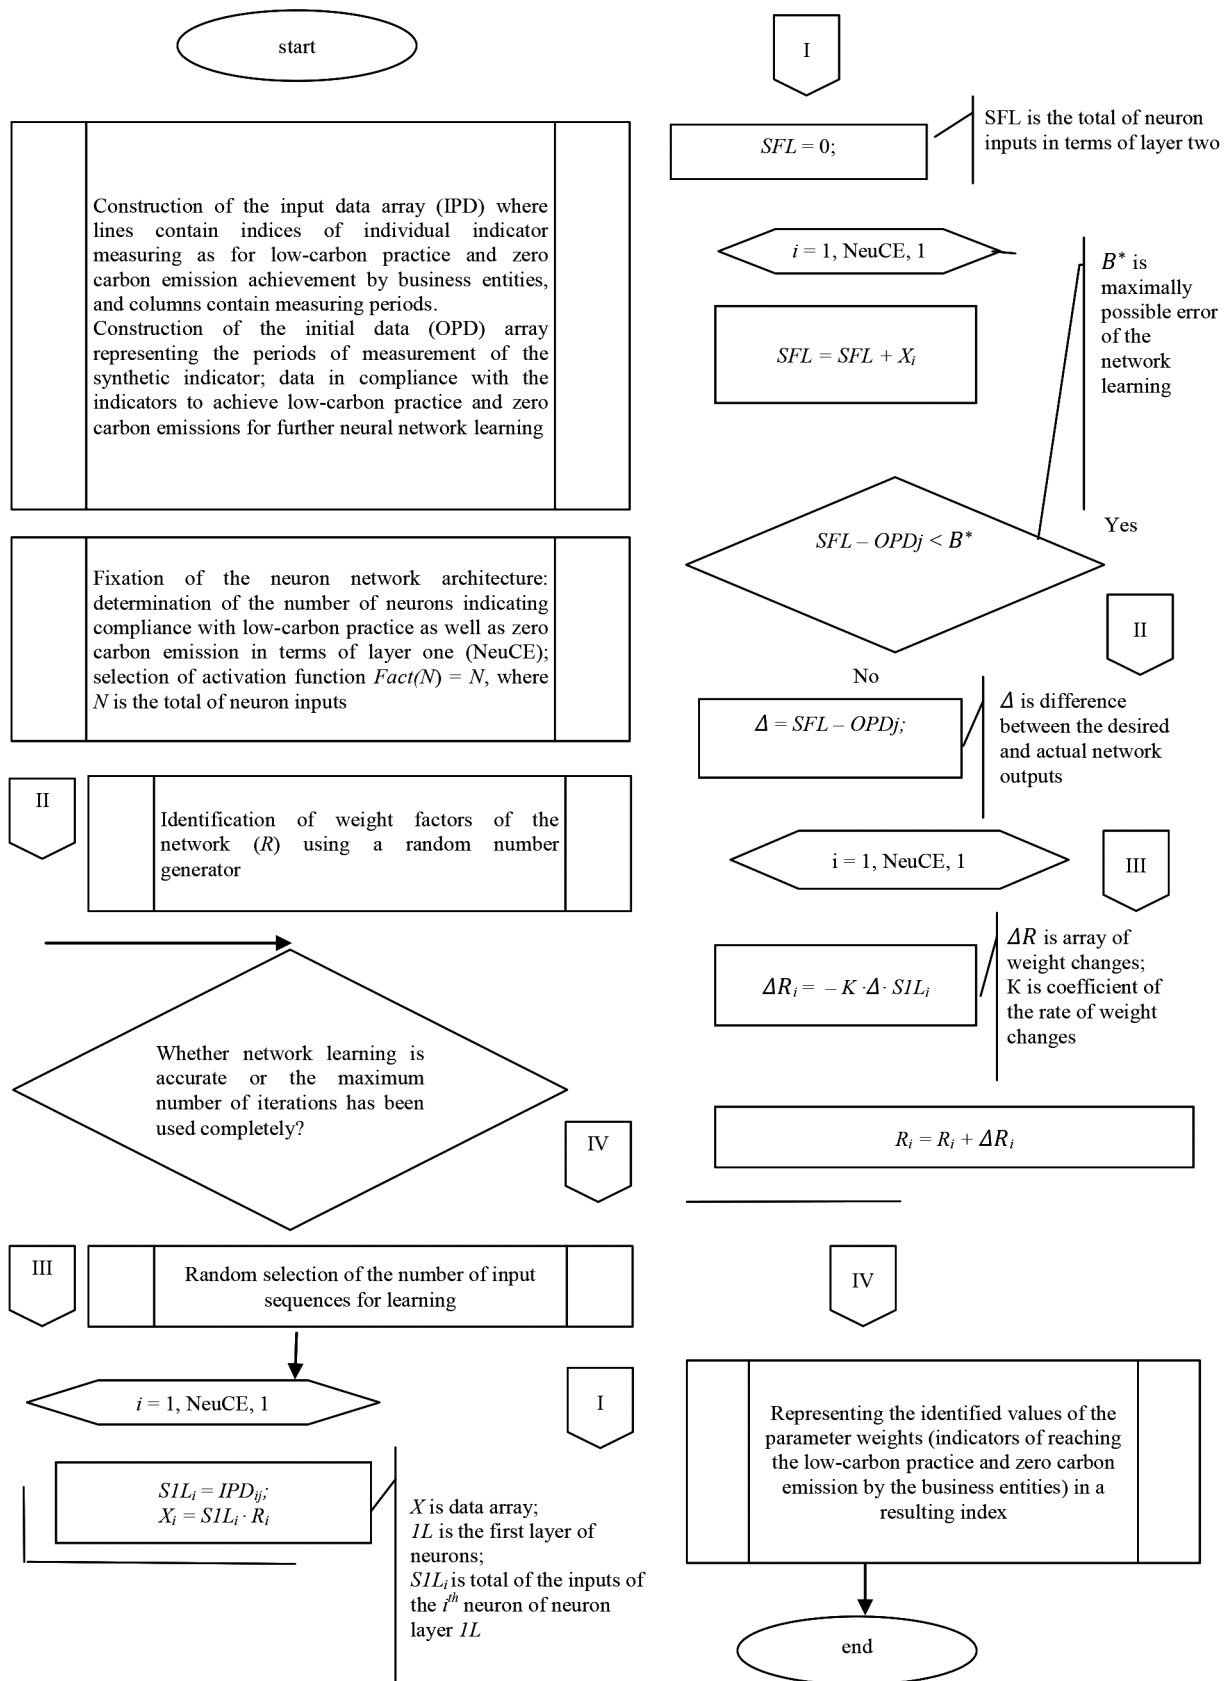 start
Construction of the input data array (IPD) where
lines contain indices of individual indicator
measuring as for low-carbon practice and zero
carbon emission achievement by business entities,
and columns contain measuring periods.
Construction of the initial data (OPD) array
representing the periods of measurement of the
synthetic indicator; data in compliance with the
indicators to achieve low-carbon practice and zero
carbon emissions for further neural network learning
Fixation of the neuron network architecture:
determination of the number of neurons indicating
compliance with low-carbon practice as well as zero
carbon emission in terms of layer one (NeuCE);
selection of activation function Fact(N) = N, where
N is the total of neuron inputs
II
Identification of weight factors of the
network (R) using a random number
generator
Whether network learning is
accurate or the maximum
number of iterations has been
used completely?
IV
III
Random selection of the number of input
sequences for learning
i = 1, NeuCE, 1
I
S1Lᵢ = IPDᵢⱼ;
Xᵢ = S1Lᵢ · Rᵢ
X is data array;
1L is the first layer of
neurons;
S1Lᵢ is total of the inputs of
the iᵗʰ neuron of neuron
layer 1L
I
SFL = 0;
SFL is the total of neuron
inputs in terms of layer two
i = 1, NeuCE, 1
SFL = SFL + Xᵢ
B* is
maximally
possible error
of the
network
learning
SFL – OPDj < B*
Yes
II
No
Δ = SFL – OPDj;
Δ is difference
between the desired
and actual network
outputs
i = 1, NeuCE, 1
III
ΔRᵢ = – K ·Δ· S1Lᵢ
ΔR is array of
weight changes;
K is coefficient of
the rate of weight
changes
Rᵢ = Rᵢ + ΔRᵢ
IV
Representing the identified values of the
parameter weights (indicators of reaching
the low-carbon practice and zero carbon
emission by the business entities) in a
resulting index
end